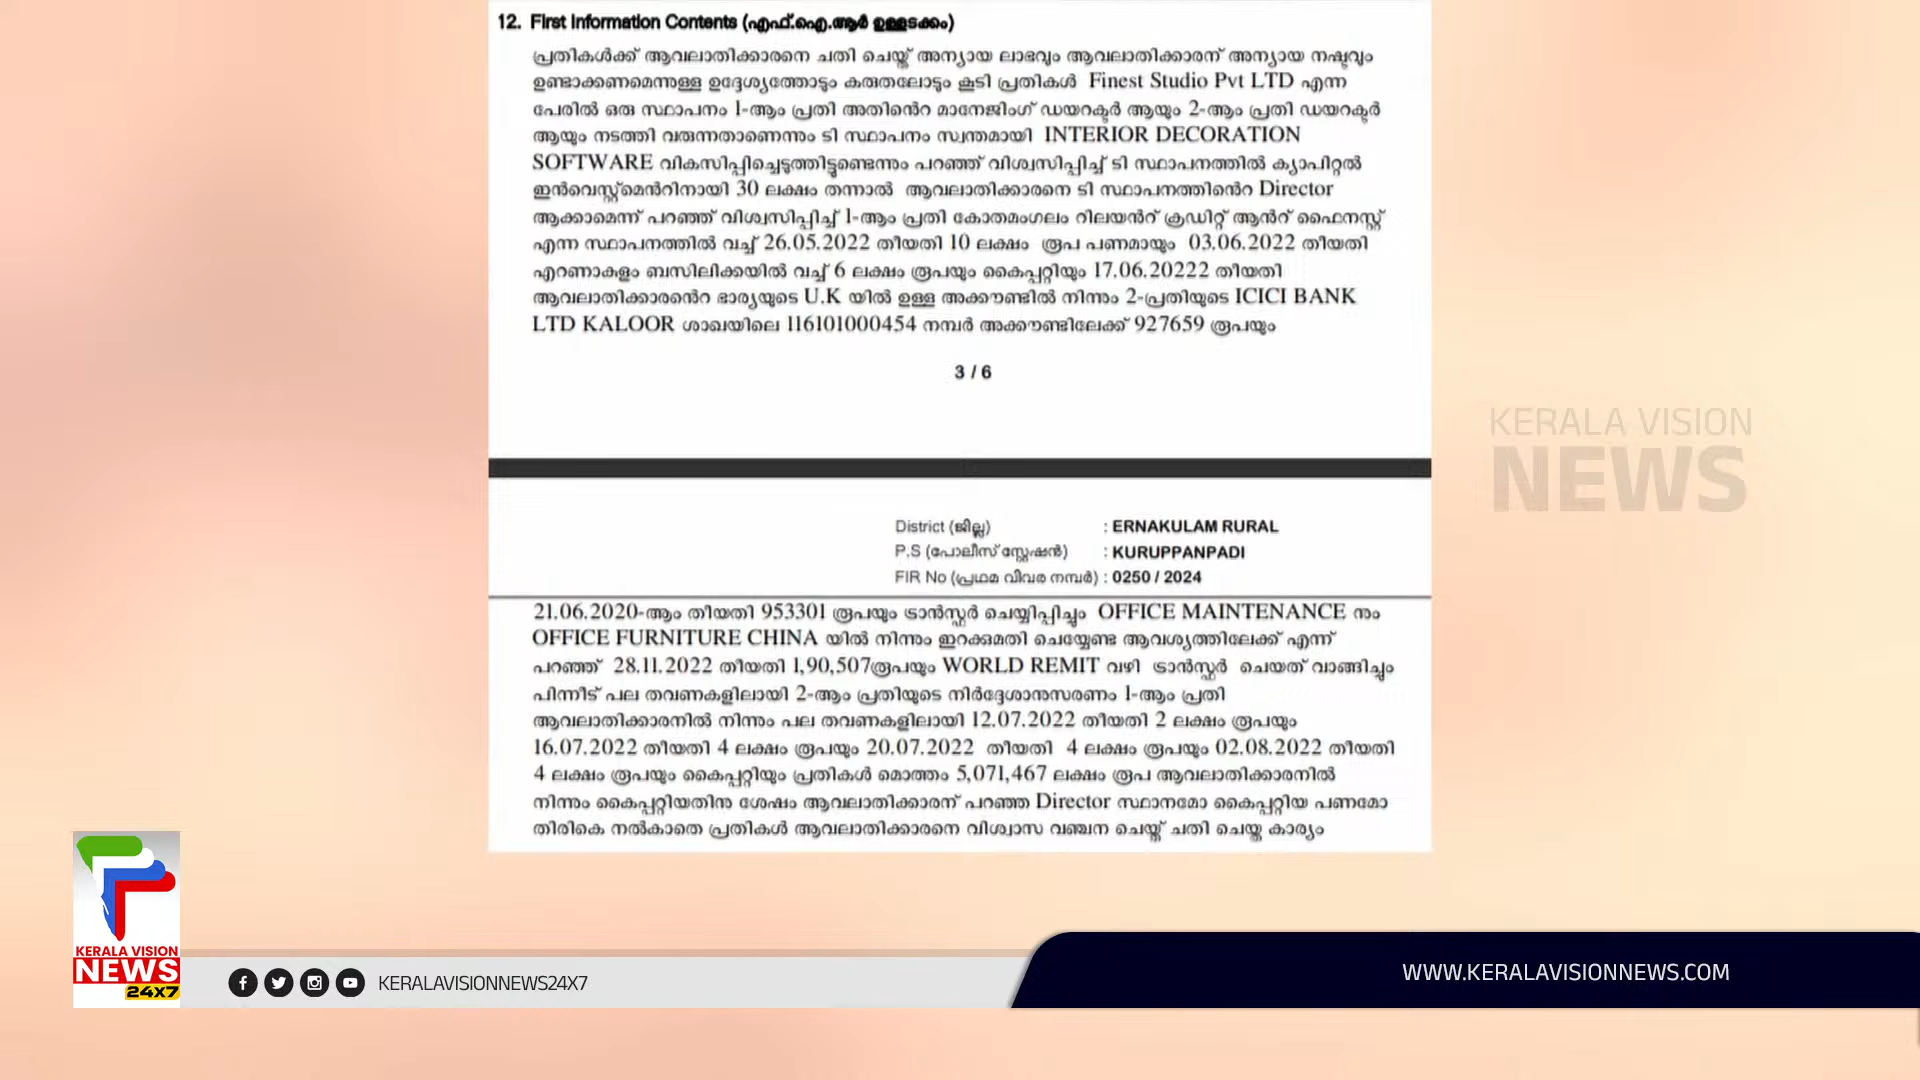 12. First Information Contents (എഫ്.ഐ.ആർ ഉള്ളടക്കം)
പ്രതികൾക്ക് ആവലാതിക്കാരനെ ചതി ചെയ്ത് അന്യായ ലാഭവും ആവലാതിക്കാരന് അന്യായ നഷ്ടവും
ഉണ്ടാക്കണമെന്നുള്ള ഉദ്ദേശ്യത്തോടും കരുതലോടും കൂടി പ്രതികൾ Finest Studio Pvt LTD എന്ന
പേരിൽ ഒരു സ്ഥാപനം 1-ആം പ്രതി അതിൻെറ മാനേജിംഗ് ഡയറക്ടർ ആയും 2-ആം പ്രതി ഡയറക്ടർ
ആയും നടത്തി വരുന്നതാണെന്നും ടി സ്ഥാപനം സ്വന്തമായി INTERIOR DECORATION
SOFTWARE വികസിപ്പിച്ചെടുത്തിട്ടുണ്ടെന്നും പറഞ്ഞ് വിശ്വസിപ്പിച്ച് ടി സ്ഥാപനത്തിൽ ക്യാപിറ്റൽ
ഇൻവെസ്റ്റ്മെൻറിനായി 30 ലക്ഷം തന്നാൽ ആവലാതിക്കാരനെ ടി സ്ഥാപനത്തിൻെറ Director
ആക്കാമെന്ന് പറഞ്ഞ് വിശ്വസിപ്പിച്ച് 1-ആം പ്രതി കോതമംഗലം റിലയൻറ് ക്രഡിറ്റ് ആൻറ് ഫൈനസ്റ്റ്
എന്ന സ്ഥാപനത്തിൽ വച്ച് 26.05.2022 തീയതി 10 ലക്ഷം രൂപ പണമായും 03.06.2022 തീയതി
എറണാകുളം ബസിലിക്കയിൽ വച്ച് 6 ലക്ഷം രൂപയും കൈപ്പറ്റിയും 17.06.20222 തീയതി
ആവലാതിക്കാരൻെറ ഭാര്യയുടെ U.K യിൽ ഉള്ള അക്കൗണ്ടിൽ നിന്നും 2-പ്രതിയുടെ ICICI BANK
LTD KALOOR ശാഖയിലെ 116101000454 നമ്പർ അക്കൗണ്ടിലേക്ക് 927659 രൂപയും
3 / 6
KERALA VISION
NEWS
District (ജില്ല) : ERNAKULAM RURAL
P.S (പോലീസ് സ്റ്റേഷൻ) : KURUPPANPADI
FIR No (പ്രഥമ വിവര നമ്പർ) : 0250 / 2024
21.06.2020-ആം തീയതി 953301 രൂപയും ട്രാൻസ്ഫർ ചെയ്യിപ്പിച്ചും OFFICE MAINTENANCE നും
OFFICE FURNITURE CHINA യിൽ നിന്നും ഇറക്കുമതി ചെയ്യേണ്ട ആവശ്യത്തിലേക്ക് എന്ന്
പറഞ്ഞ് 28.11.2022 തീയതി 1,90,507രൂപയും WORLD REMIT വഴി ട്രാൻസ്ഫർ ചെയത് വാങ്ങിച്ചും
പിന്നീട് പല തവണകളിലായി 2-ആം പ്രതിയുടെ നിർദ്ദേശാനുസരണം 1-ആം പ്രതി
ആവലാതിക്കാരനിൽ നിന്നും പല തവണകളിലായി 12.07.2022 തീയതി 2 ലക്ഷം രൂപയും
16.07.2022 തീയതി 4 ലക്ഷം രൂപയും 20.07.2022 തീയതി 4 ലക്ഷം രൂപയും 02.08.2022 തീയതി
4 ലക്ഷം രൂപയും കൈപ്പറ്റിയും പ്രതികൾ മൊത്തം 5,071,467 ലക്ഷം രൂപ ആവലാതിക്കാരനിൽ
നിന്നും കൈപ്പറ്റിയതിനു ശേഷം ആവലാതിക്കാരന് പറഞ്ഞ Director സ്ഥാനമോ കൈപ്പറ്റിയ പണമോ
തിരികെ നൽകാതെ പ്രതികൾ ആവലാതിക്കാരനെ വിശ്വാസ വഞ്ചന ചെയ്ത് ചതി ചെയ്ത കാര്യം
KERALA VISION
NEWS
24X7
KERALAVISIONNEWS24X7
WWW.KERALAVISIONNEWS.COM